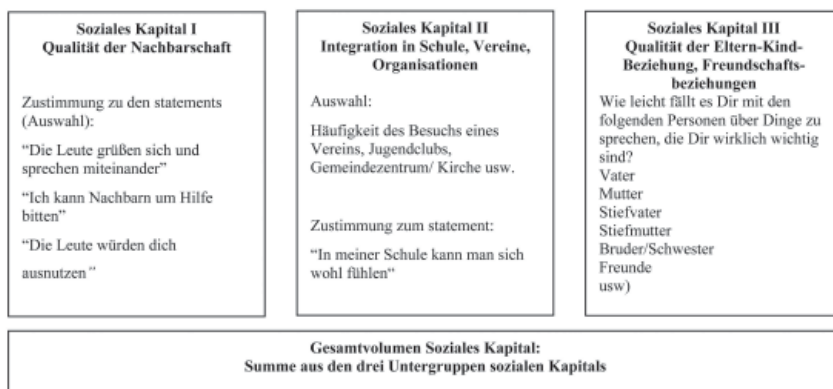 Soziales Kapital I
Qualität der Nachbarschaft
Zustimmung zu den statements
(Auswahl):
“Die Leute grüßen sich und
sprechen miteinander”
“Ich kann Nachbarn um Hilfe
bitten”
“Die Leute würden dich
ausnutzen”
Soziales Kapital II
Integration in Schule, Vereine,
Organisationen
Auswahl:
Häufigkeit des Besuchs eines
Vereins, Jugendclubs,
Gemeindezentrum/ Kirche usw.
Zustimmung zum statement:
“In meiner Schule kann man sich
wohl fühlen“
Soziales Kapital III
Qualität der Eltern-Kind-
Beziehung, Freundschafts-
beziehungen
Wie leicht fällt es Dir mit den
folgenden Personen über Dinge zu
sprechen, die Dir wirklich wichtig
sind?
Vater
Mutter
Stiefvater
Stiefmutter
Bruder/Schwester
Freunde
usw)
Gesamtvolumen Soziales Kapital:
Summe aus den drei Untergruppen sozialen Kapitals